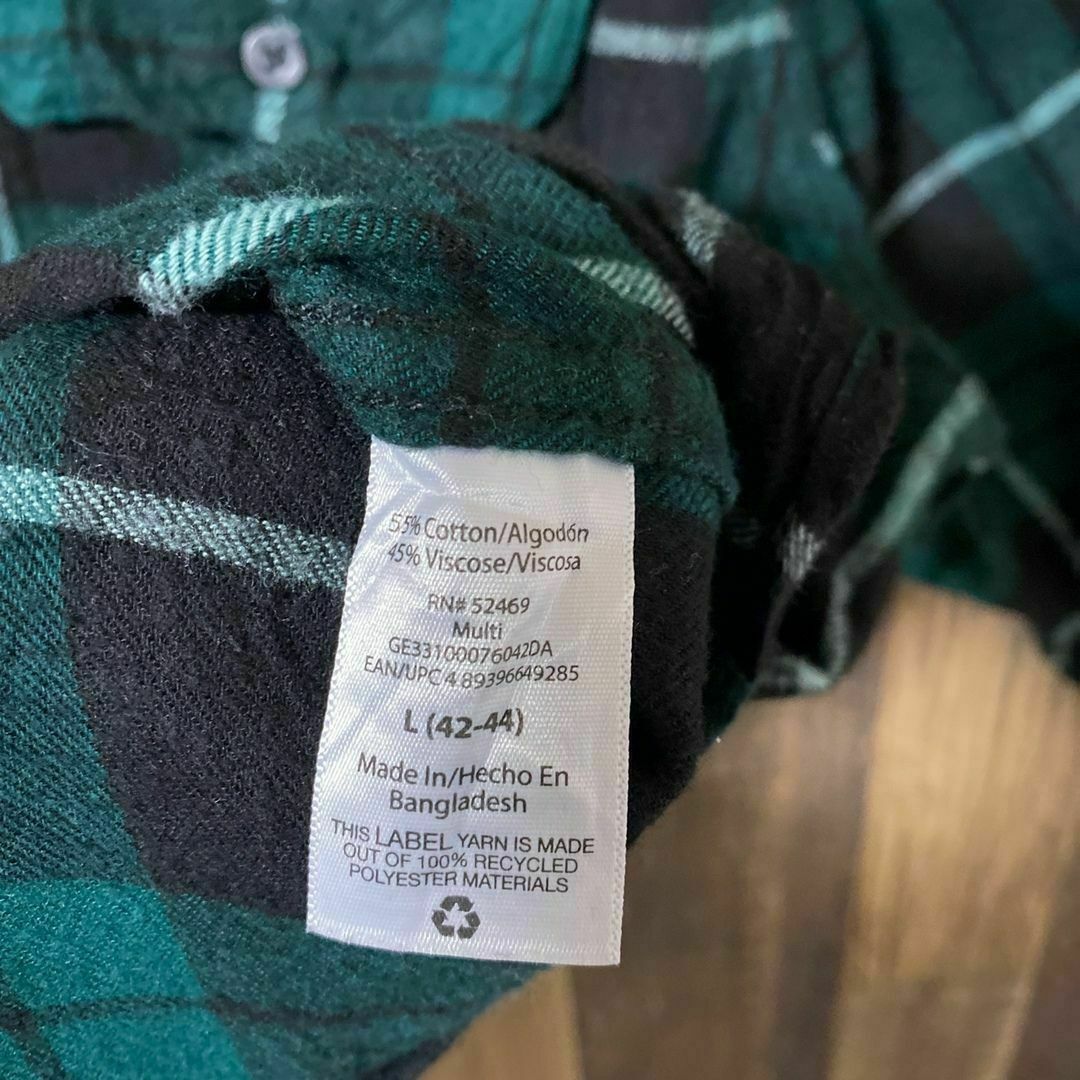 55% Cotton/Algodón
45% Viscose/Viscosa
RN# 52469
Multi
GE33100076042DA
EAN/UPC 4 89396649285
L (42-44)
Made In/Hecho En
Bangladesh
THIS LABEL YARN IS MADE
OUT OF 100% RECYCLED
POLYESTER MATERIALS